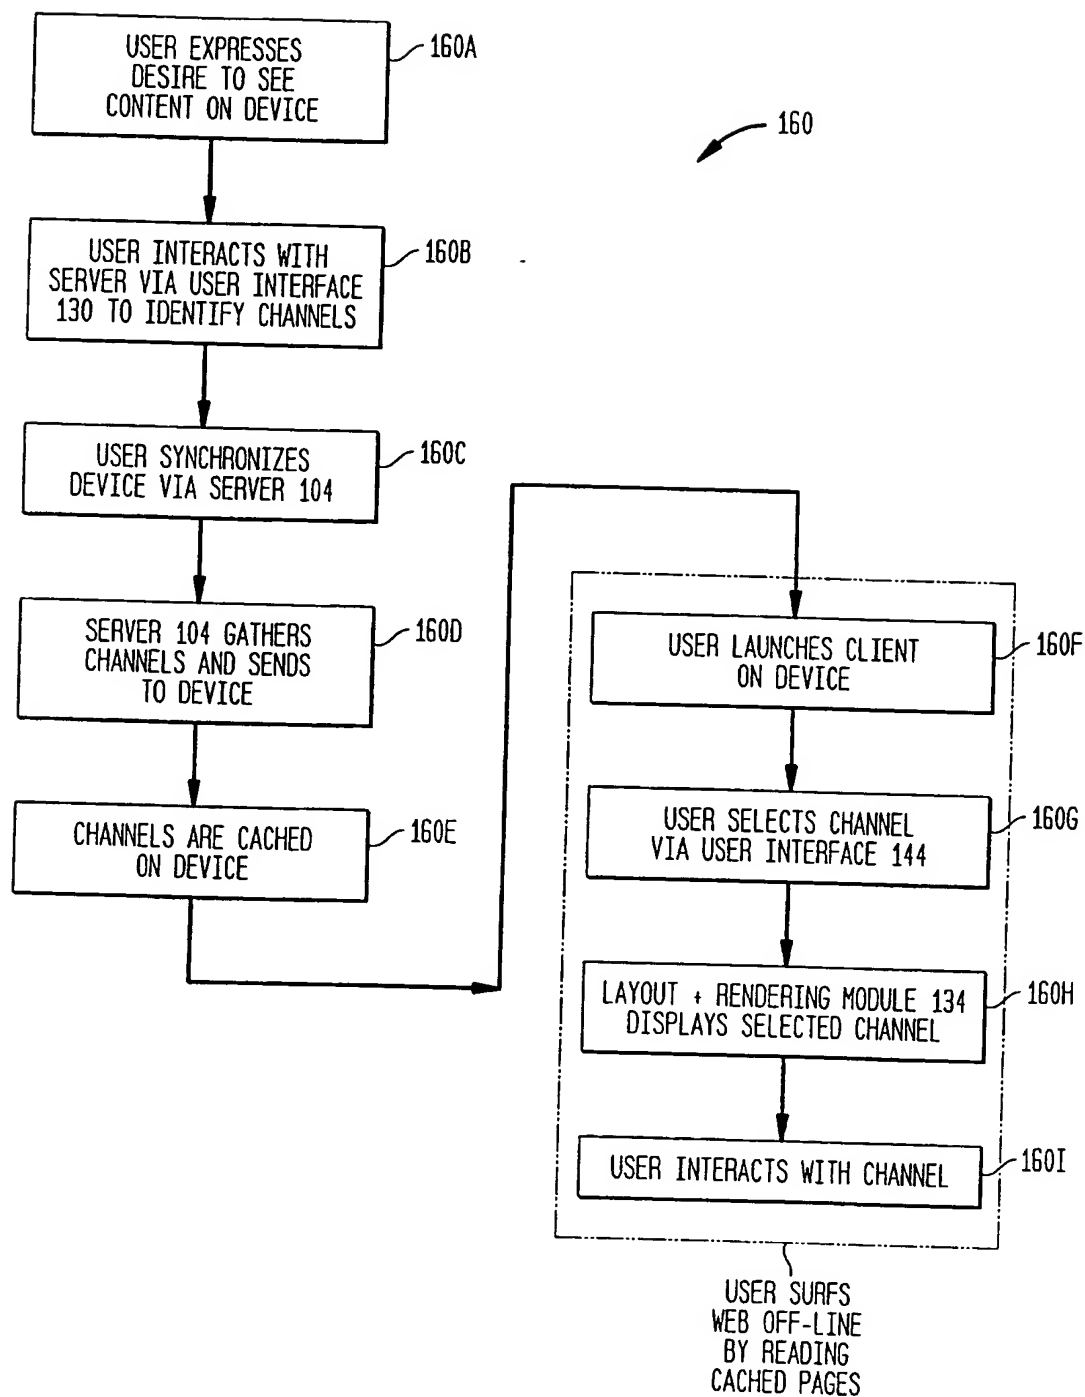 USER EXPRESSES
DESIRE TO SEE
CONTENT ON DEVICE
160A
160
USER INTERACTS WITH
SERVER VIA USER INTERFACE
130 TO IDENTIFY CHANNELS
160B
USER SYNCHRONIZES
DEVICE VIA SERVER 104
160C
SERVER 104 GATHERS
CHANNELS AND SENDS
TO DEVICE
160D
CHANNELS ARE CACHED
ON DEVICE
160E
USER LAUNCHES CLIENT
ON DEVICE
160F
USER SELECTS CHANNEL
VIA USER INTERFACE 144
160G
LAYOUT + RENDERING MODULE 134
DISPLAYS SELECTED CHANNEL
160H
USER INTERACTS WITH CHANNEL
160I
USER SURFS
WEB OFF-LINE
BY READING
CACHED PAGES